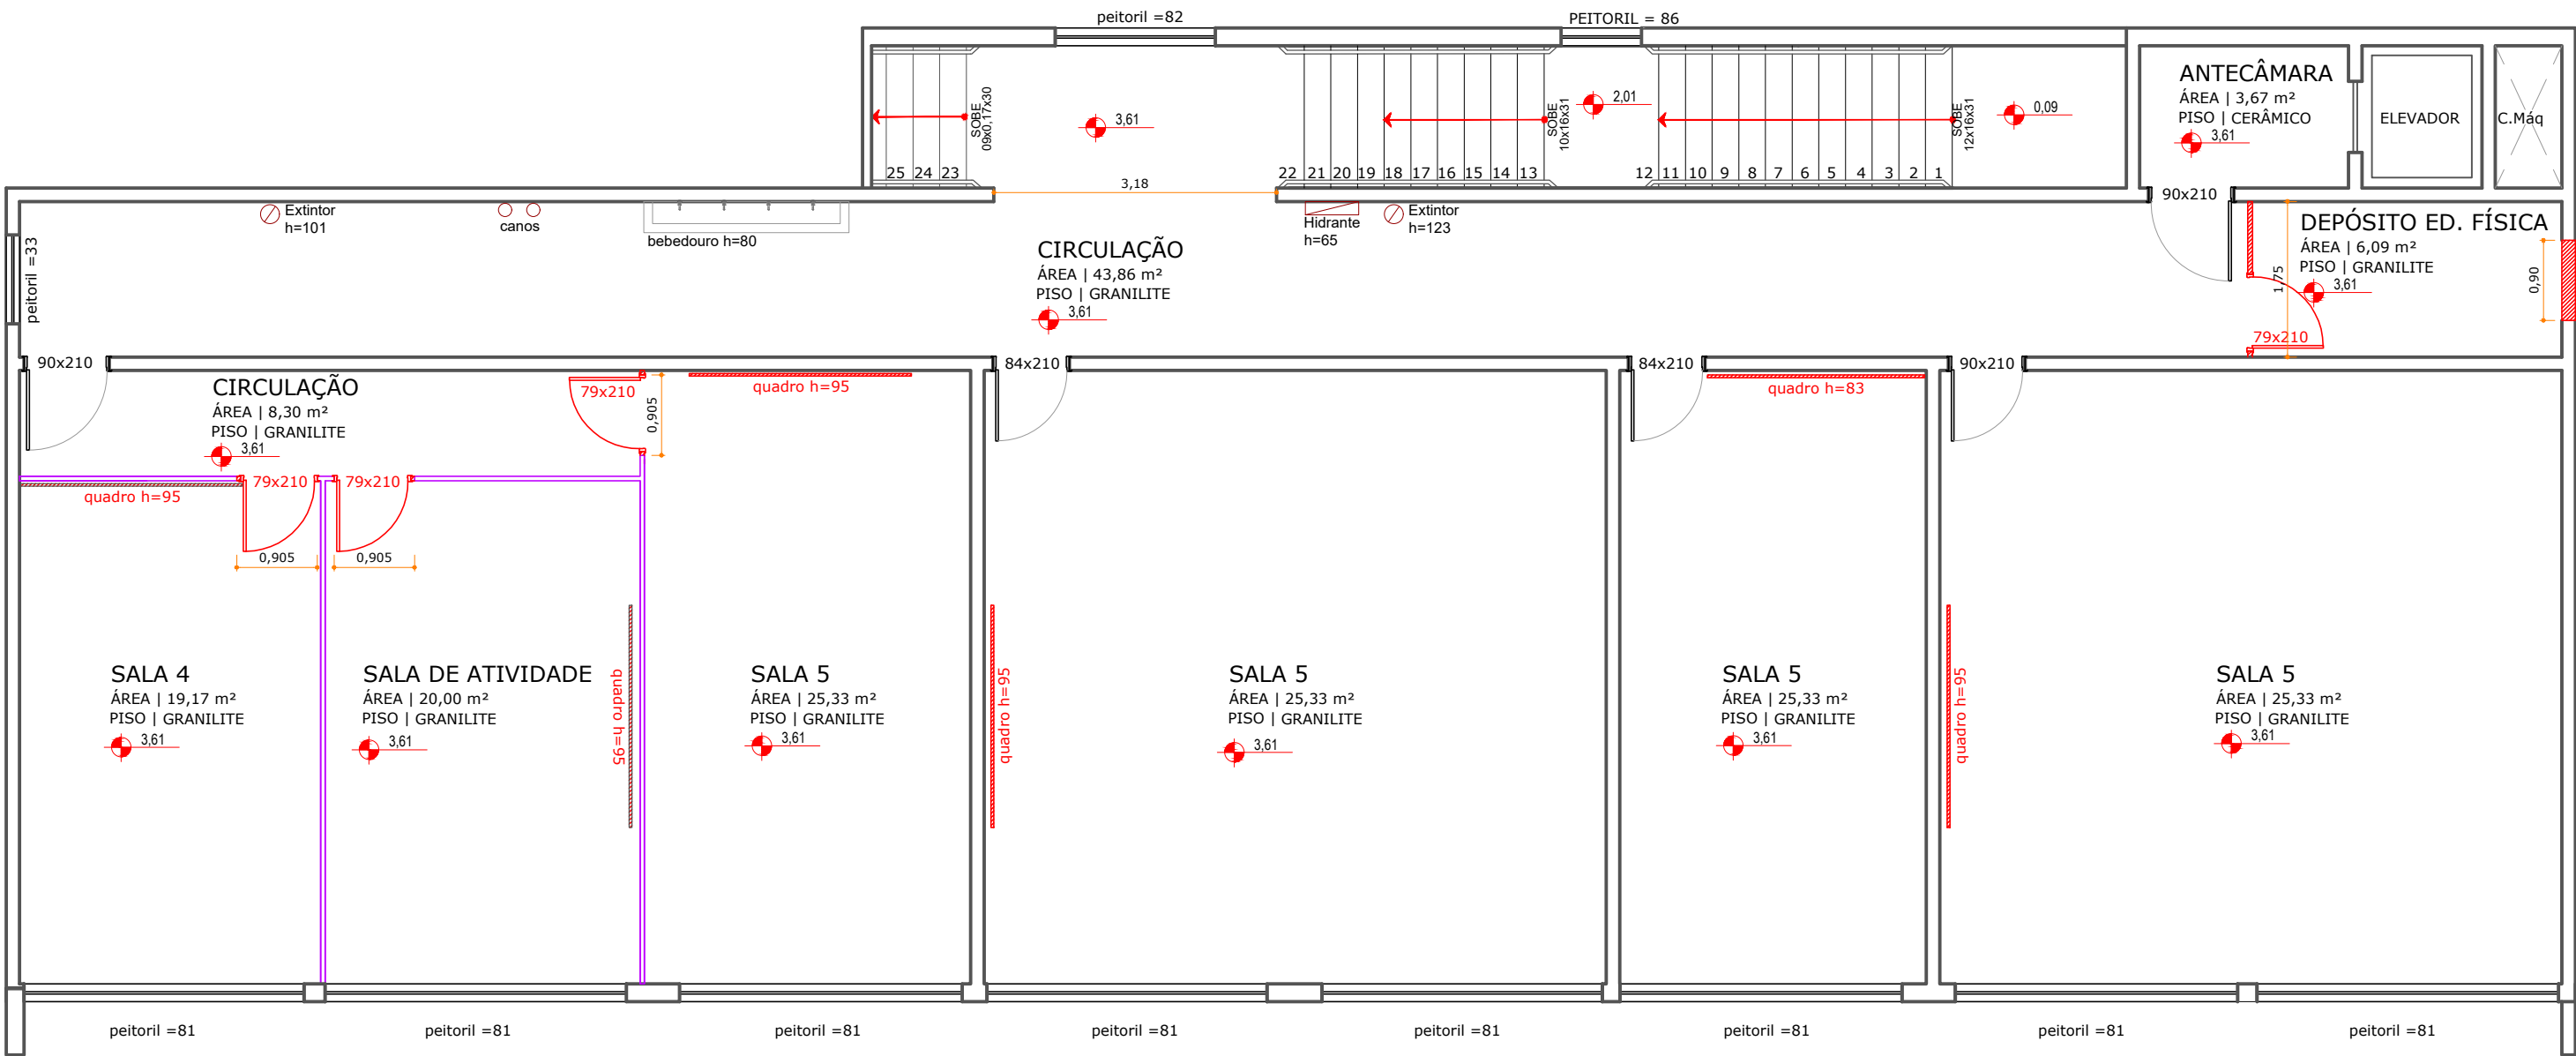 peitoril =82
PEITORIL = 86
ANTECÂMARA
ÁREA | 3,67 m²
PISO | CERÂMICO
3,61
ELEVADOR
C.Máq
SOBE
09x0,17x30
3,61
SOBE
10x16x31
2,01
SOBE
12x16x31
0,09
25 24 23
22 21 20 19 18 17 16 15 14 13
12 11 10 9 8 7 6 5 4 3 2 1
3,18
90x210
Extintor
h=101
canos
bebedouro h=80
Hidrante
h=65
Extintor
h=123
peitoril =33
CIRCULAÇÃO
ÁREA | 43,86 m²
PISO | GRANILITE
3,61
DEPÓSITO ED. FÍSICA
ÁREA | 6,09 m²
PISO | GRANILITE
3,61
1,75
0,90
79x210
90x210
84x210
84x210
90x210
CIRCULAÇÃO
ÁREA | 8,30 m²
PISO | GRANILITE
3,61
79x210
0,905
quadro h=95
quadro h=83
quadro h=95
79x210
79x210
0,905
0,905
quadro h=95
quadro h=95
quadro h=95
SALA 4
ÁREA | 19,17 m²
PISO | GRANILITE
3,61
SALA DE ATIVIDADE
ÁREA | 20,00 m²
PISO | GRANILITE
3,61
SALA 5
ÁREA | 25,33 m²
PISO | GRANILITE
3,61
SALA 5
ÁREA | 25,33 m²
PISO | GRANILITE
3,61
SALA 5
ÁREA | 25,33 m²
PISO | GRANILITE
3,61
SALA 5
ÁREA | 25,33 m²
PISO | GRANILITE
3,61
peitoril =81
peitoril =81
peitoril =81
peitoril =81
peitoril =81
peitoril =81
peitoril =81
peitoril =81